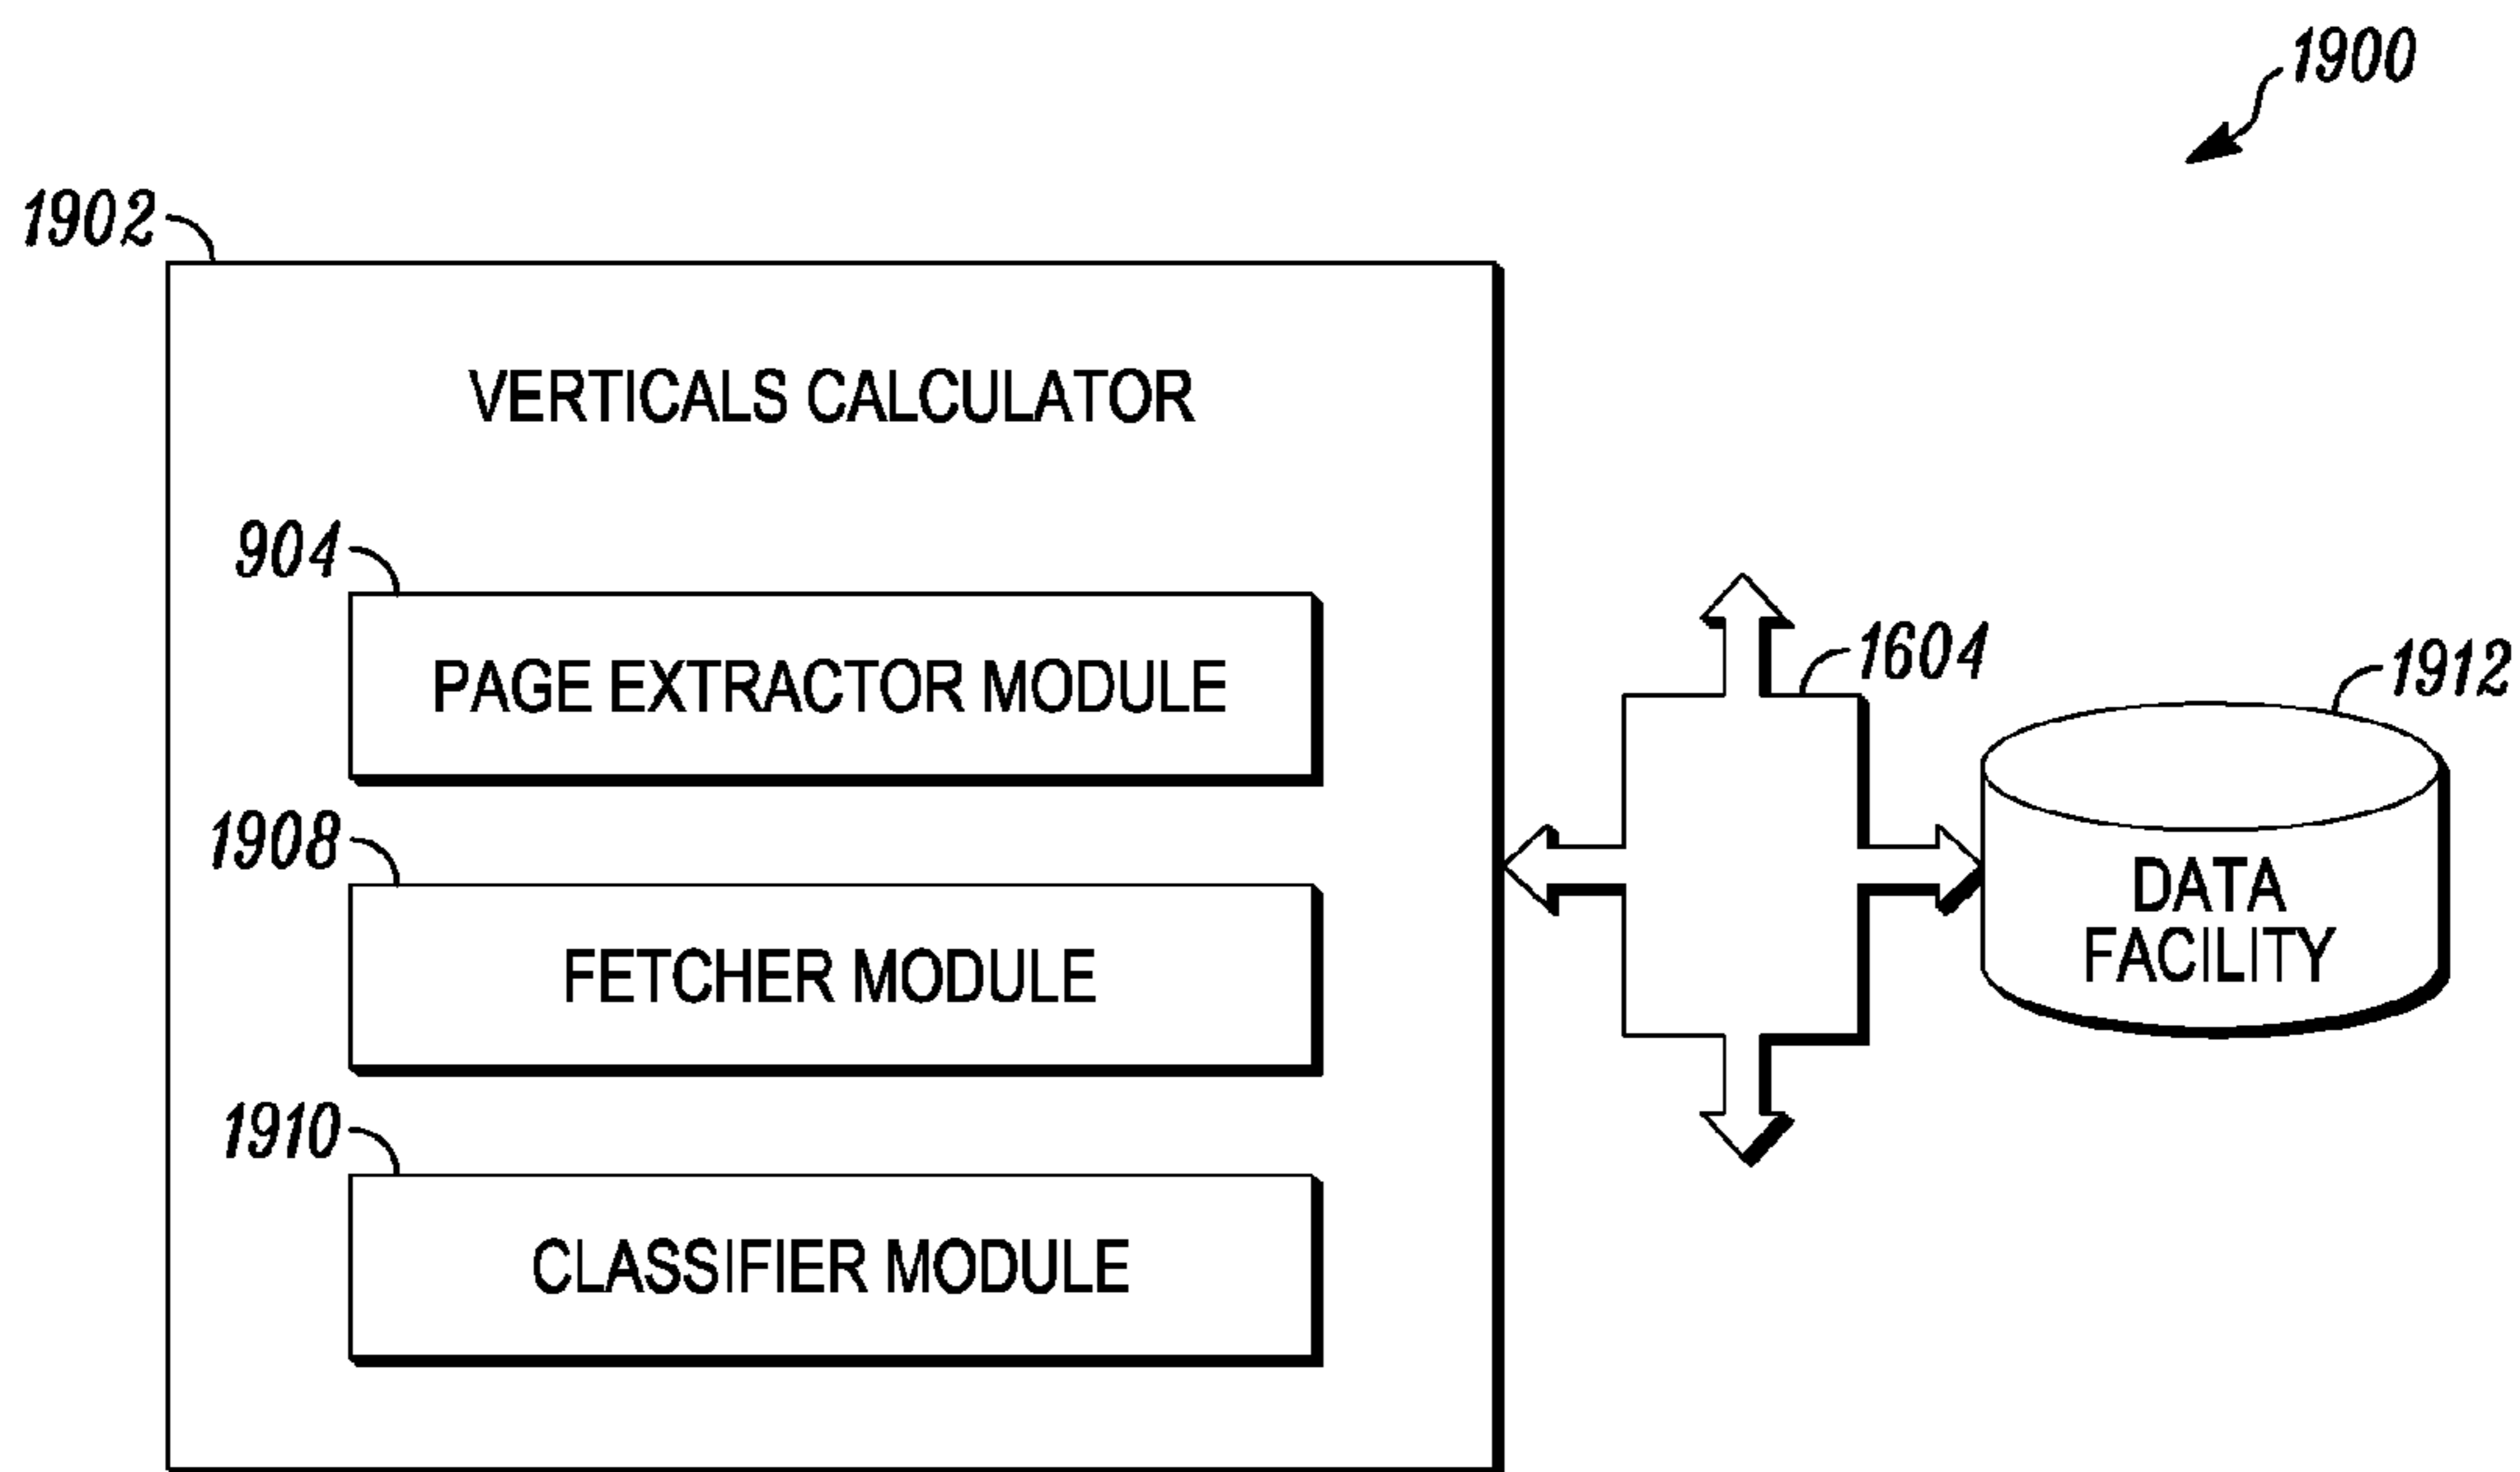 1900
1902
VERTICALS CALCULATOR
904
PAGE EXTRACTOR MODULE
1604
1912
1908
FETCHER MODULE
DATA
FACILITY
1910
CLASSIFIER MODULE